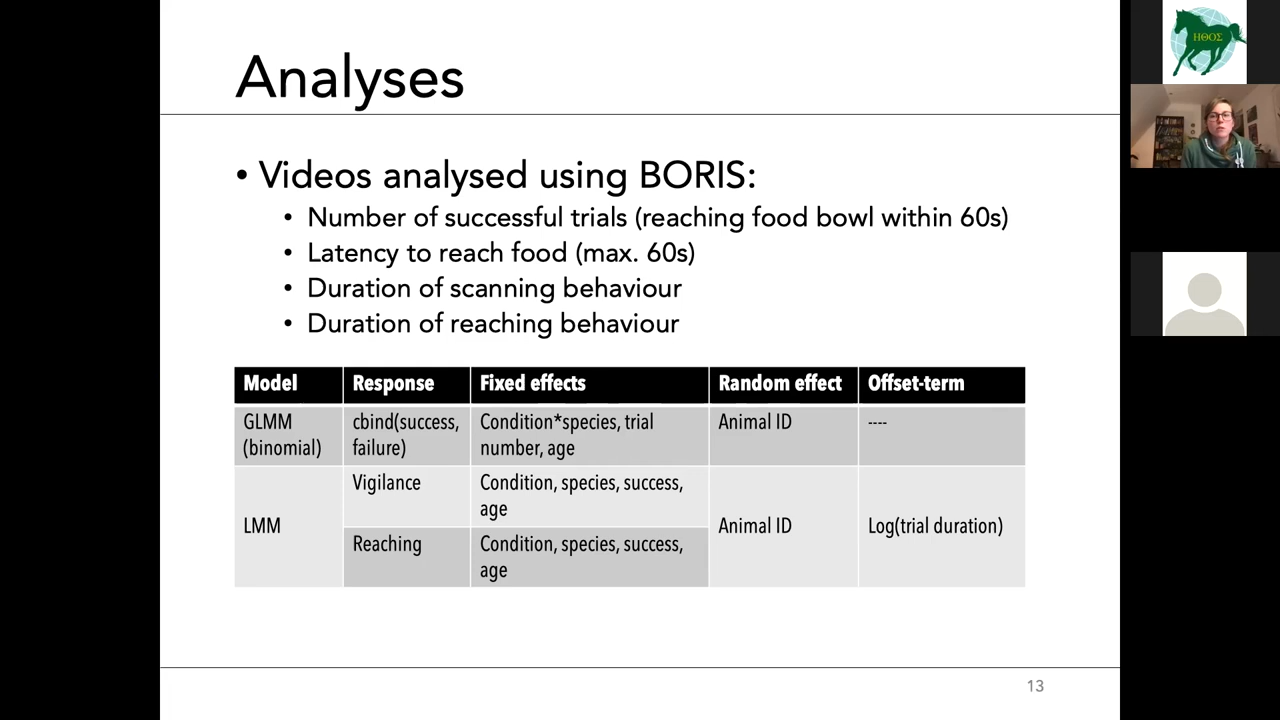 Analyses
• Videos analysed using BORIS:
• Number of successful trials (reaching food bowl within 60s)
• Latency to reach food (max. 60s)
• Duration of scanning behaviour
• Duration of reaching behaviour
Model Response Fixed effects Random effect Offset-term
GLMM (binomial) cbind(success, failure) Condition*species, trial number, age Animal ID ----
LMM Vigilance Condition, species, success, age Animal ID Log(trial duration)
Reaching Condition, species, success, age
13
ΗΘΟΣ